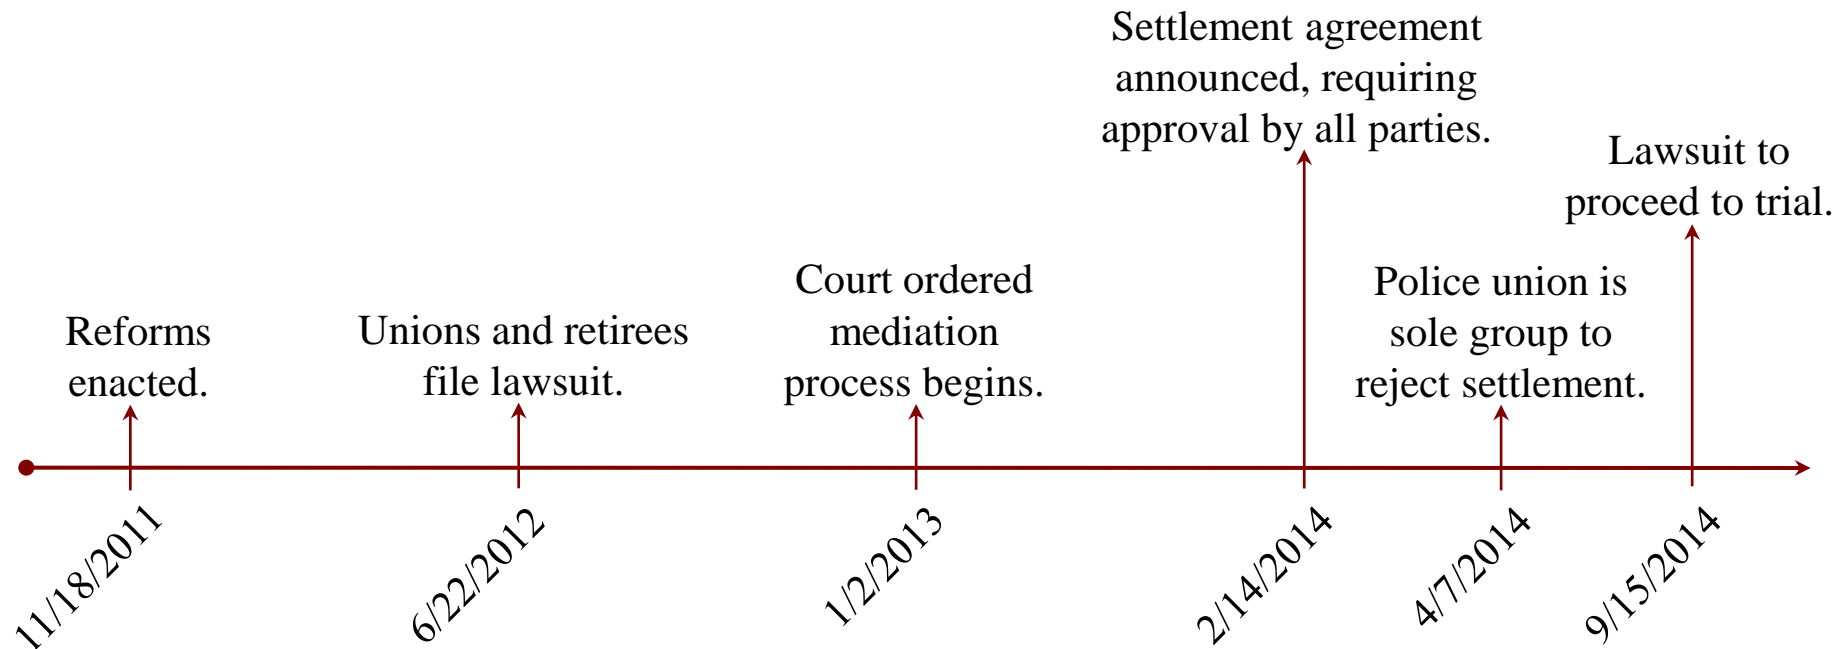 Settlement agreement
announced, requiring
approval by all parties.
Lawsuit to
proceed to trial.
Court ordered
mediation
process begins.
Police union is
sole group to
reject settlement.
Reforms
enacted.
Unions and retirees
file lawsuit.
11/18/2011
6/22/2012
1/2/2013
2/14/2014
4/7/2014
9/15/2014